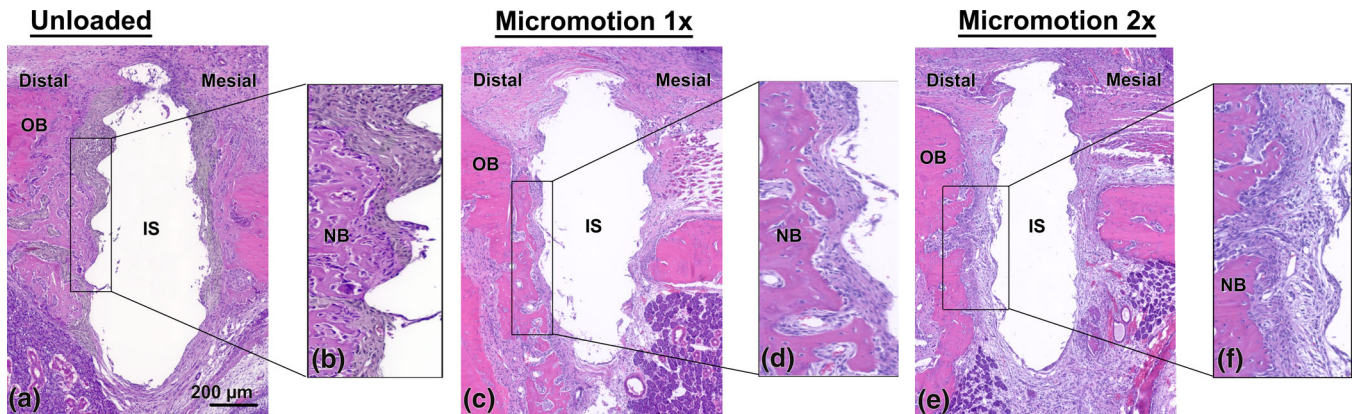 Unloaded
Micromotion 1x
Micromotion 2x
Distal
Mesial
OB
IS
(a)
200 µm
NB
(b)
Distal
Mesial
OB
IS
(c)
NB
(d)
Distal
Mesial
OB
IS
(e)
NB
(f)